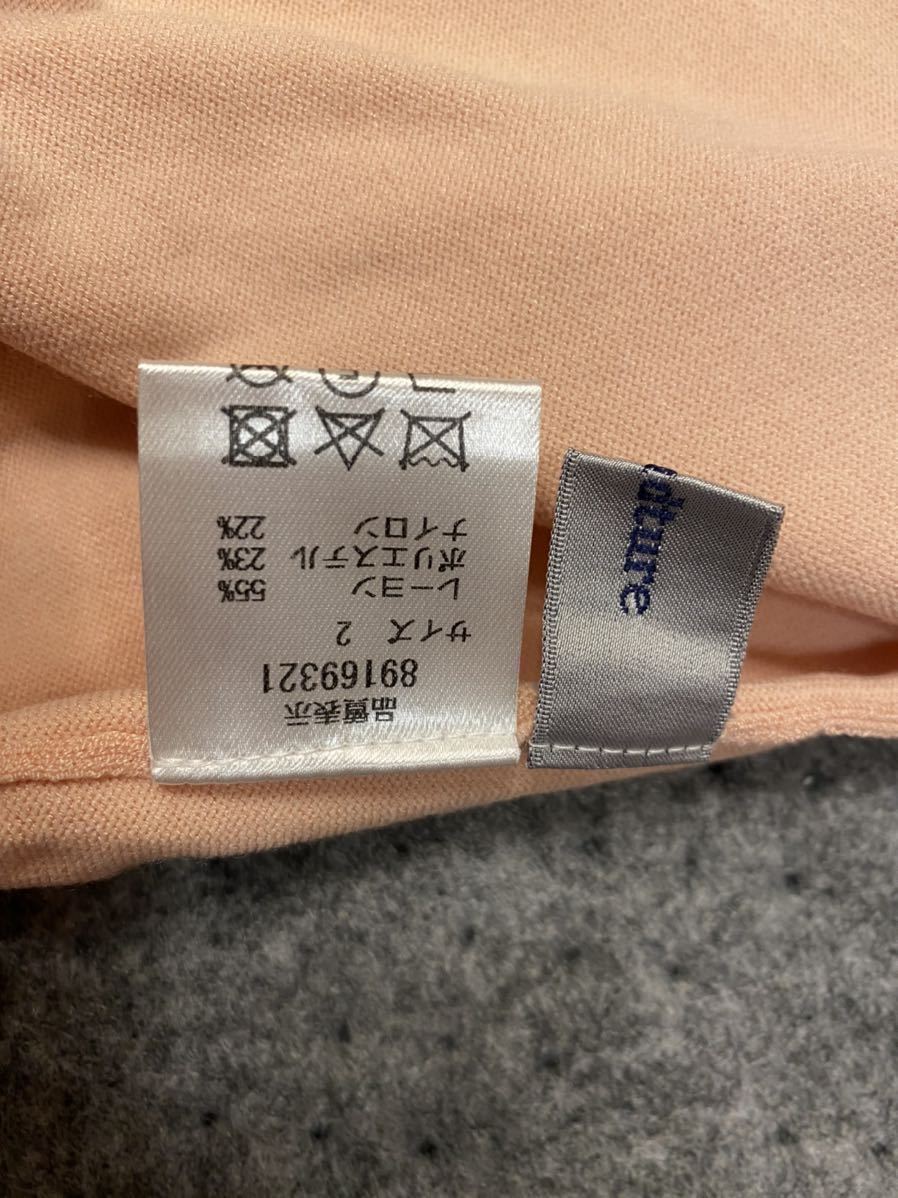 品質表示
89169321
サイズ 2
レーヨン 55%
ポリエステル 23%
ナイロン 22%